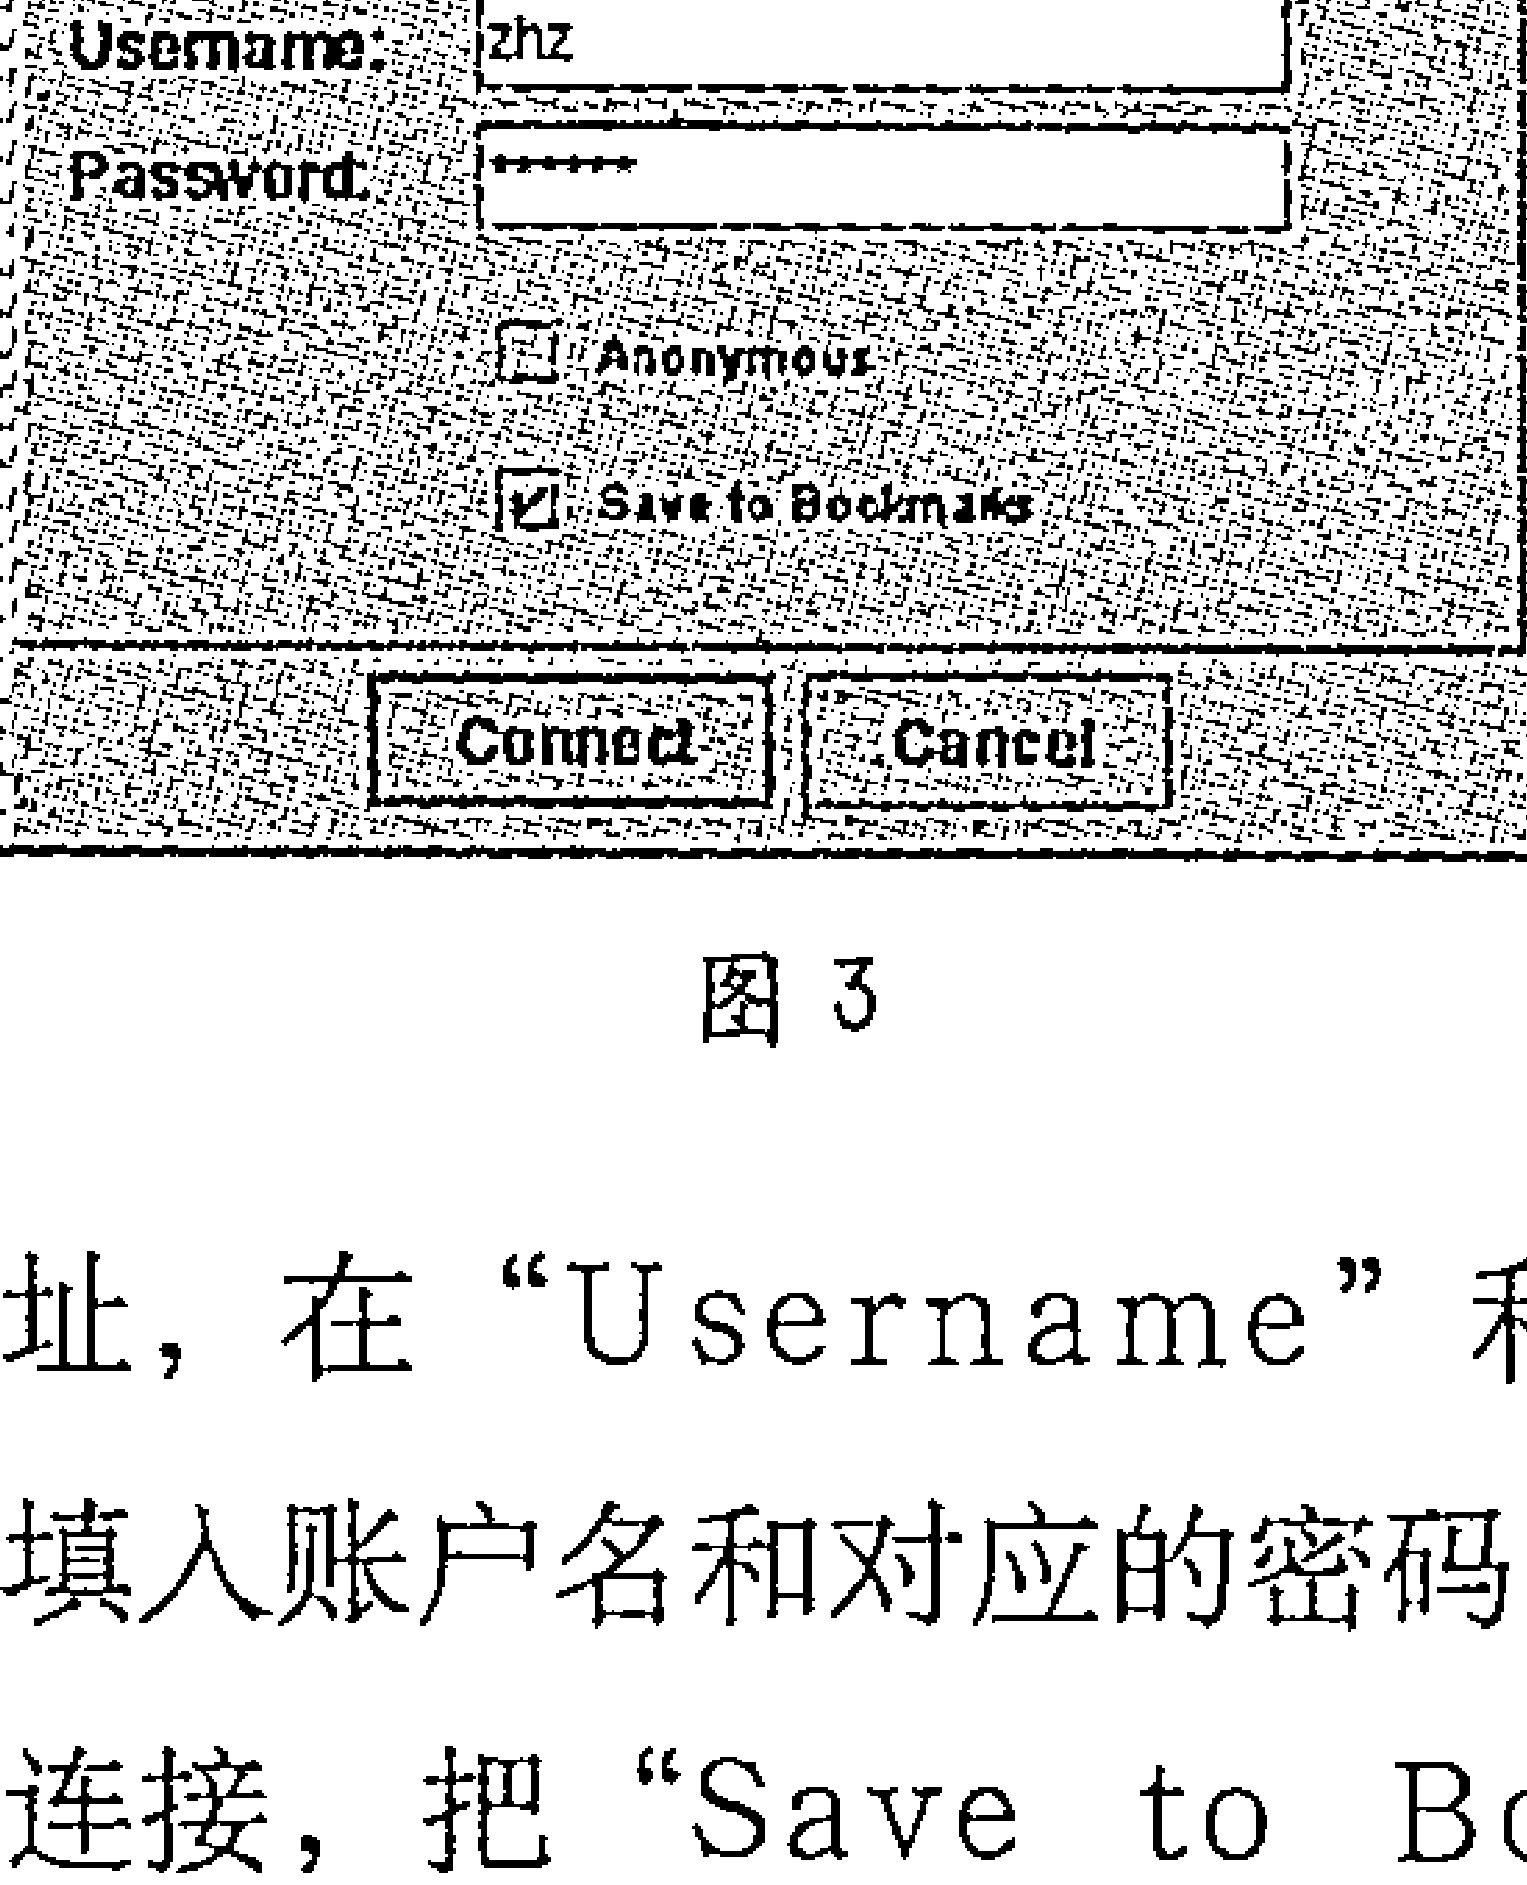 Username: zhz
Password: ******
Anonymous
Save to Bookmarks
Connect Cancel
图 3
址，在 “Username”
填入账户名和对应的密码
连接，把 “Save to Bo